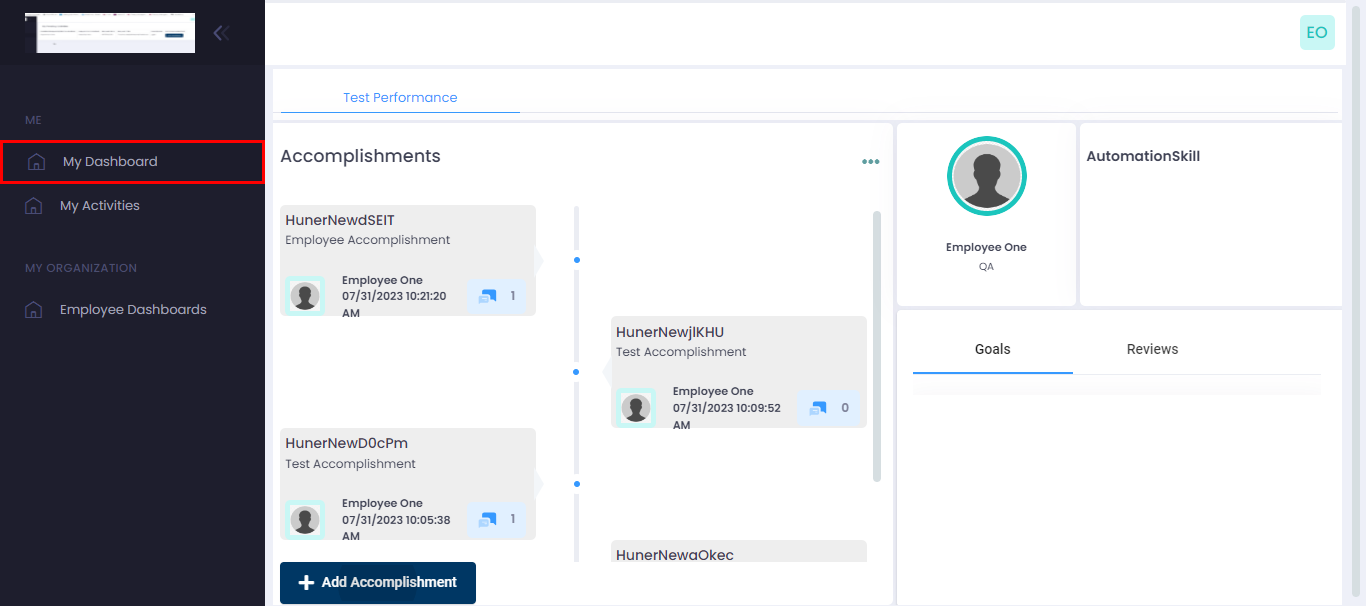 EO
ME
My Dashboard
My Activities
MY ORGANIZATION
Employee Dashboards
Test Performance
Accomplishments
HunerNewdSEIT
Employee Accomplishment
Employee One
07/31/2023 10:21:20
AM
1
HunerNewjlKHU
Test Accomplishment
Employee One
07/31/2023 10:09:52
AM
0
HunerNewD0cPm
Test Accomplishment
Employee One
07/31/2023 10:05:38
AM
1
HunerNewaOkec
Add Accomplishment
Employee One
QA
AutomationSkill
Goals
Reviews